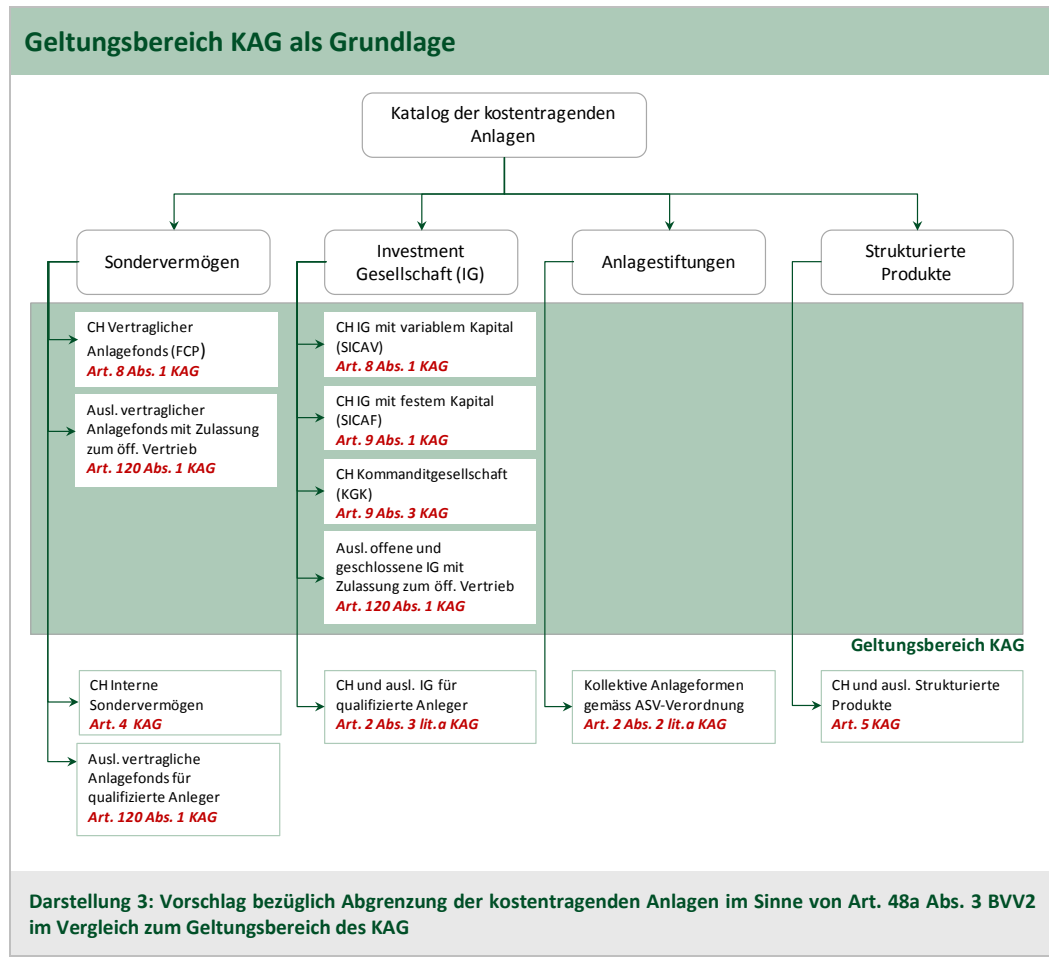 Geltungsbereich KAG als Grundlage
Katalog der kostentragenden
Anlagen
Sondervermögen
Investment
Gesellschaft (IG)
Anlagestiftungen
Strukturierte
Produkte
CH Vertraglicher
Anlagefonds (FCP)
Art. 8 Abs. 1 KAG
Ausl. vertraglicher
Anlagefonds mit Zulassung
zum öff. Vertrieb
Art. 120 Abs. 1 KAG
CH IG mit variablem Kapital
(SICAV)
Art. 8 Abs. 1 KAG
CH IG mit festem Kapital
(SICAF)
Art. 9 Abs. 1 KAG
CH Kommanditgesellschaft
(KGK)
Art. 9 Abs. 3 KAG
Ausl. offene und
geschlossene IG mit
Zulassung zum öff. Vertrieb
Art. 120 Abs. 1 KAG
Geltungsbereich KAG
CH Interne
Sondervermögen
Art. 4 KAG
Ausl. vertragliche
Anlagefonds für
qualifizierte Anleger
Art. 120 Abs. 1 KAG
CH und ausl. IG für
qualifizierte Anleger
Art. 2 Abs. 3 lit.a KAG
Kollektive Anlageformen
gemäss ASV-Verordnung
Art. 2 Abs. 2 lit.a KAG
CH und ausl. Strukturierte
Produkte
Art. 5 KAG
Darstellung 3: Vorschlag bezüglich Abgrenzung der kostentragenden Anlagen im Sinne von Art. 48a Abs. 3 BVV2
im Vergleich zum Geltungsbereich des KAG